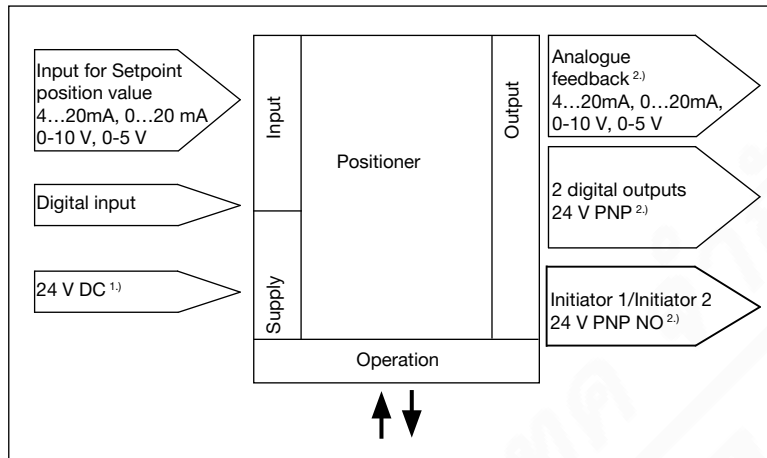 Input for Setpoint
position value
4…20mA, 0…20 mA
0-10 V, 0-5 V
Digital input
24 V DC 1.)
Input
Supply
Positioner
Operation
Output
Analogue
feedback 2.)
4…20mA, 0…20mA,
0-10 V, 0-5 V
2 digital outputs
24 V PNP 2.)
Initiator 1/Initiator 2
24 V PNP NO 2.)